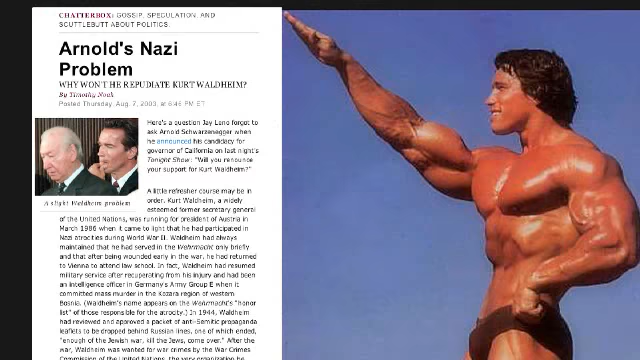 CHATTERBOX: GOSSIP, SPECULATION, AND
SCUTTLEBUTT ABOUT POLITICS.
Arnold's Nazi
Problem
WHY WON'T HE REPUDIATE KURT WALDHEIM?
By Timothy Noah
Posted Thursday, Aug. 7, 2003, at 6:45 PM ET
Here's a question Jay Leno forgot to
ask Arnold Schwarzenegger when
he announced his candidacy for
governor of California on last night's
Tonight Show: "Will you renounce
your support for Kurt Waldheim?"
A slight Waldheim problem
A little refresher course may be in
order. Kurt Waldheim, a widely
esteemed former secretary general
of the United Nations, was running for president of Austria in
March 1986 when it came to light that he had participated in
Nazi atrocities during World War II. Waldheim had always
maintained that he had served in the Wehrmacht only briefly
and that after being wounded early in the war, he had returned
to Vienna to attend law school. In fact, Waldheim had resumed
military service after recuperating from his injury and had been
an intelligence officer in Germany's Army Group E when it
committed mass murder in the Kozara region of western
Bosnia. (Waldheim's name appears on the Wehrmacht's "honor
list" of those responsible for the atrocity.) In 1944, Waldheim
had reviewed and approved a packet of anti-Semitic propaganda
leaflets to be dropped behind Russian lines, one of which ended,
"enough of the Jewish war, kill the Jews, come over." After the
war, Waldheim was wanted for war crimes by the War Crimes
Commission of the United Nations, the very organization he